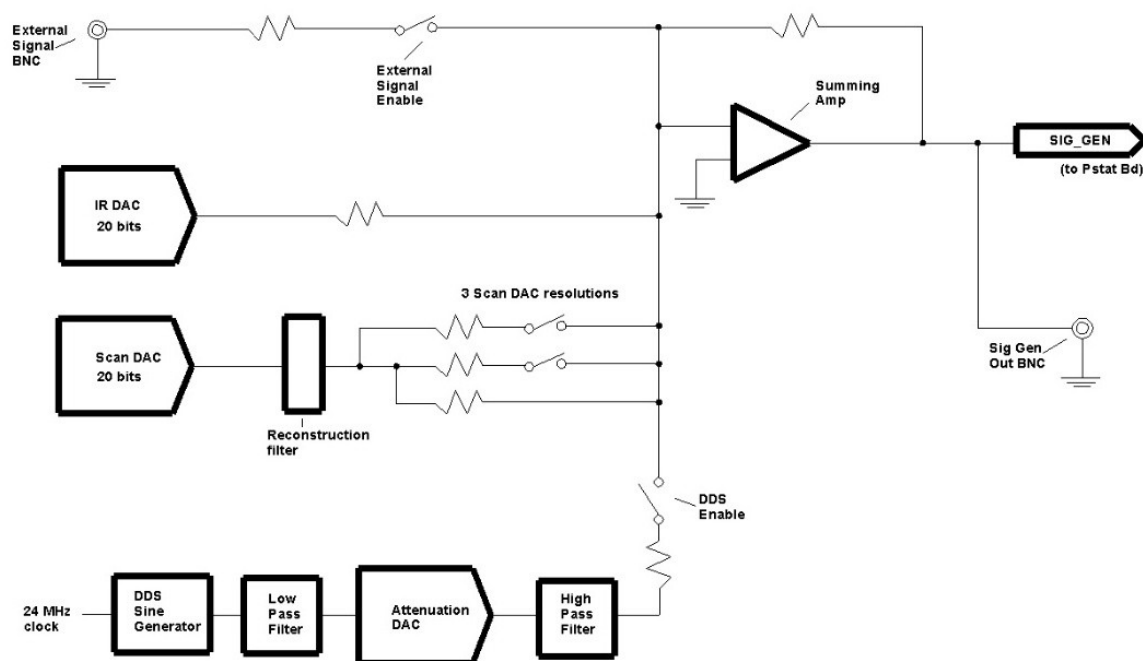 External
Signal
BNC
External
Signal
Enable
Summing
Amp
SIG_GEN
(to Pstat Bd)
IR DAC
20 bits
3 Scan DAC resolutions
Scan DAC
20 bits
Reconstruction
filter
Sig Gen
Out BNC
DDS
Enable
24 MHz
clock
DDS
Sine
Generator
Low
Pass
Filter
Attenuation
DAC
High
Pass
Filter